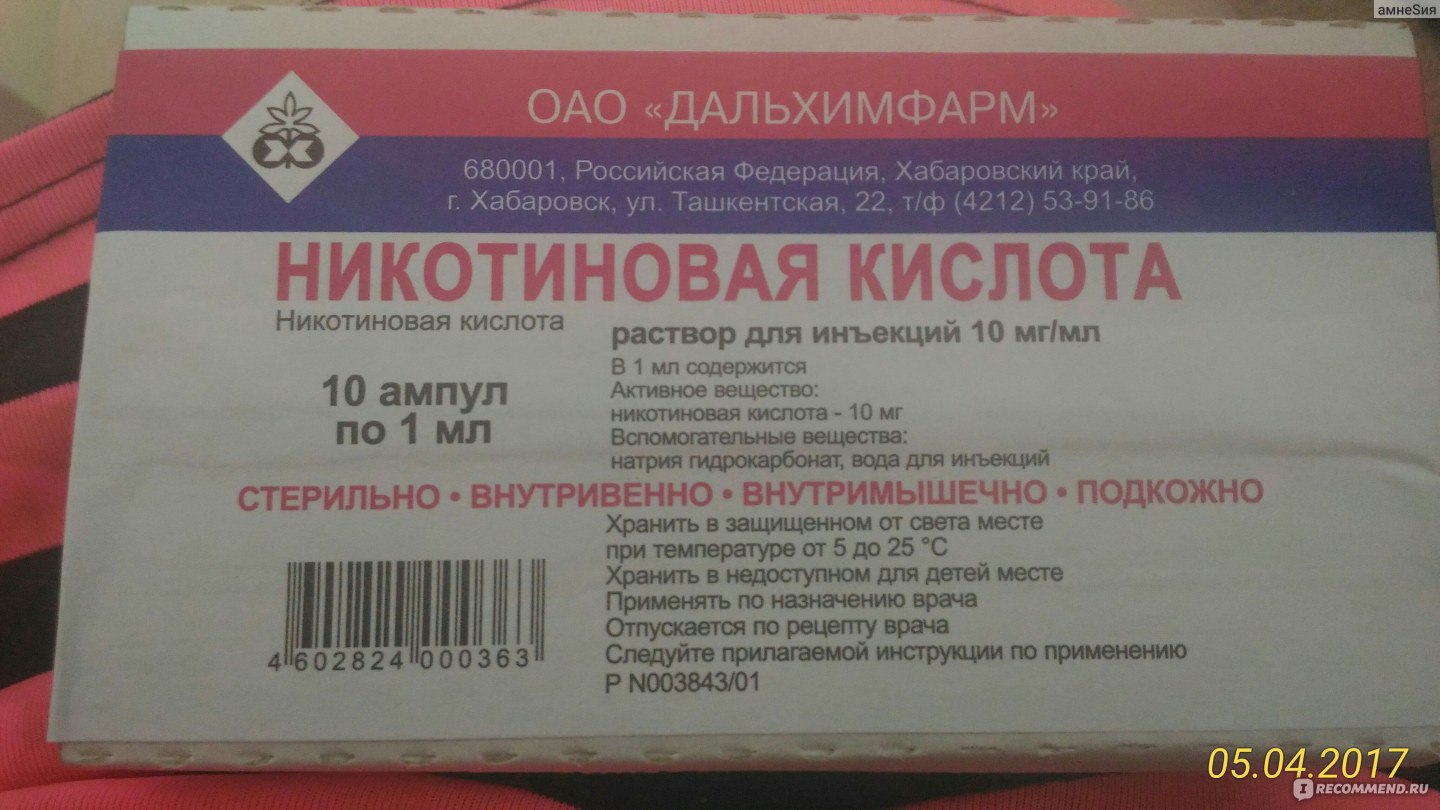 амнеSия
ОАО «ДАЛЬХИМФАРМ»
680001, Российская Федерация, Хабаровский край,
г. Хабаровск, ул. Ташкентская, 22, т/ф (4212) 53-91-86
НИКОТИНОВАЯ КИСЛОТА
Никотиновая кислота
10 ампул
по 1 мл
раствор для инъекций 10 мг/мл
В 1 мл содержится
Активное вещество:
никотиновая кислота - 10 мг
Вспомогательные вещества:
натрия гидрокарбонат, вода для инъекций
СТЕРИЛЬНО • ВНУТРИВЕННО • ВНУТРИМЫШЕЧНО • ПОДКОЖНО
Хранить в защищенном от света месте
при температуре от 5 до 25 °С
Хранить в недоступном для детей месте
Применять по назначению врача
Отпускается по рецепту врача
Следуйте прилагаемой инструкции по применению
Р N003843/01
4 602824 000363
05.04.2017
I RECOMMEND.RU